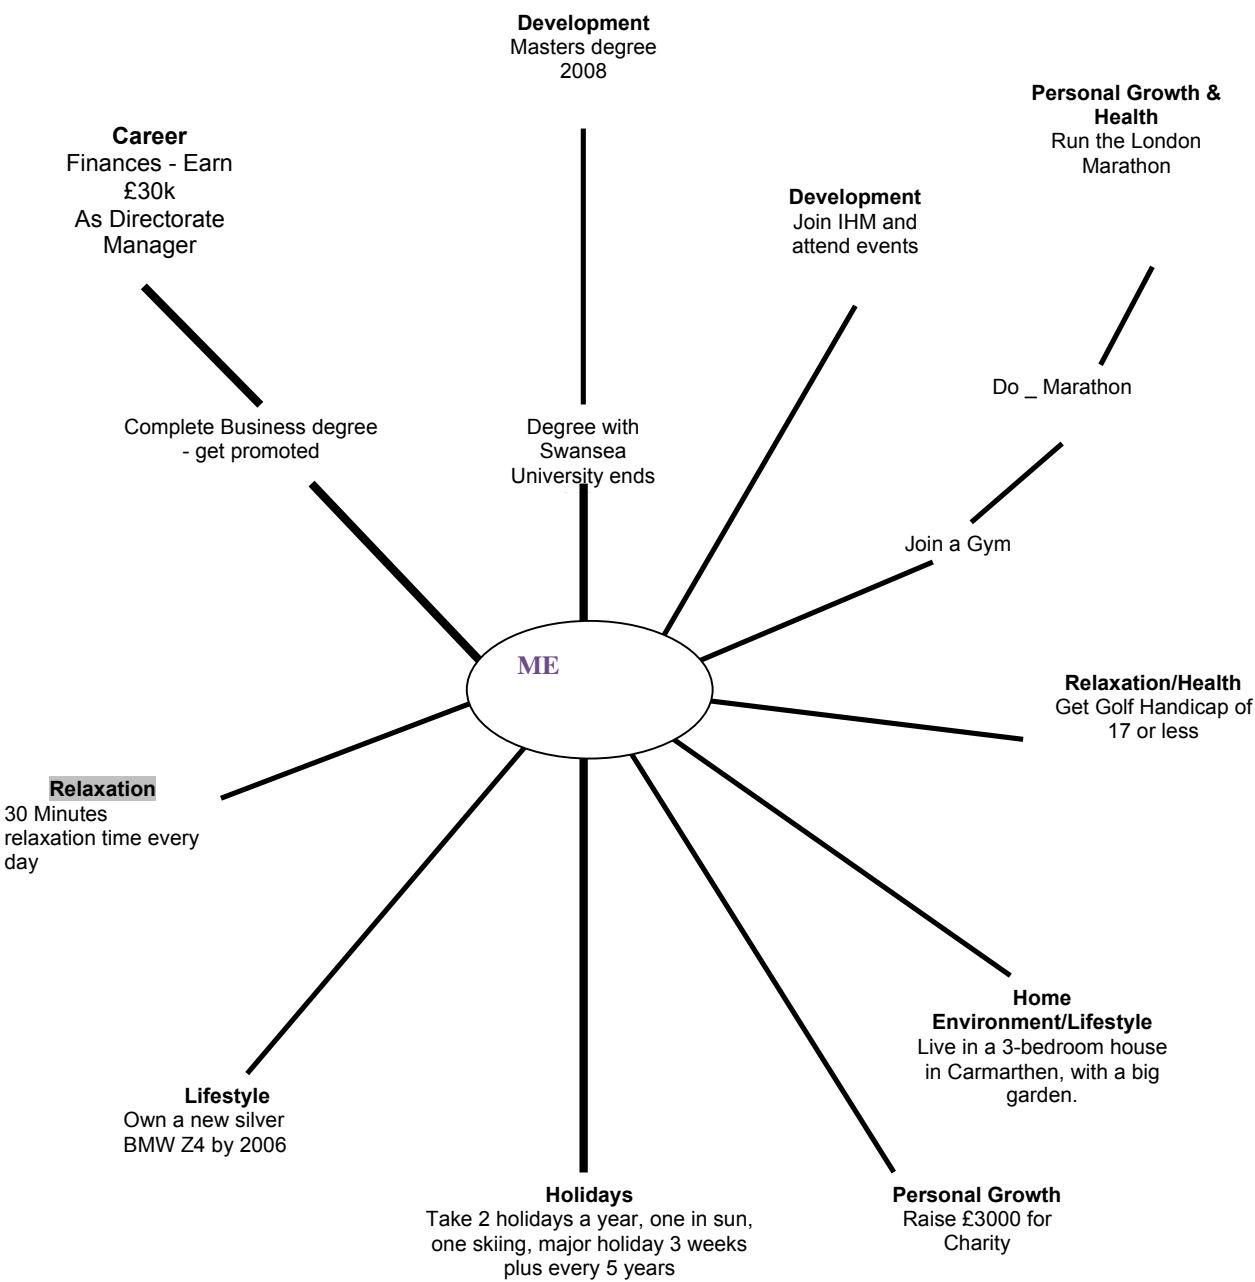 Development
Masters degree
2008
Personal Growth &
Health
Run the London
Marathon
Career
Finances - Earn
£30k
As Directorate
Manager
Development
Join IHM and
attend events
Do _ Marathon
Complete Business degree
- get promoted
Degree with
Swansea
University ends
Join a Gym
ME
Relaxation/Health
Get Golf Handicap of
17 or less
Relaxation
30 Minutes
relaxation time every
day
Home
Environment/Lifestyle
Live in a 3-bedroom house
in Carmarthen, with a big
garden.
Lifestyle
Own a new silver
BMW Z4 by 2006
Holidays
Take 2 holidays a year, one in sun,
one skiing, major holiday 3 weeks
plus every 5 years
Personal Growth
Raise £3000 for
Charity